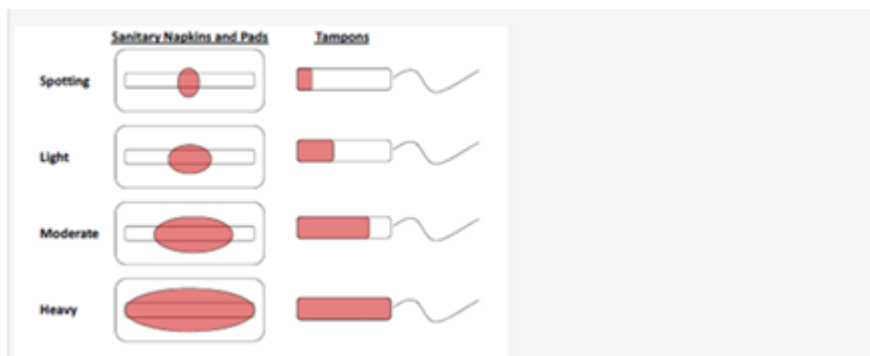 Sanitary Napkins and Pads Tampons
Spotting
Light
Moderate
Heavy